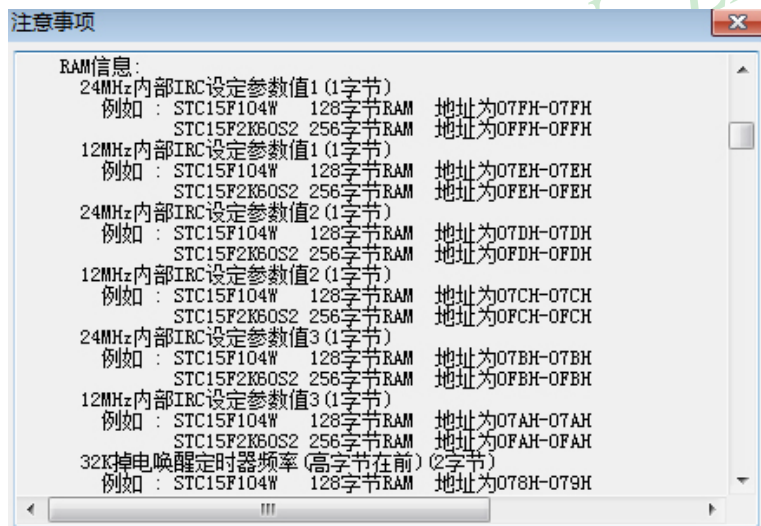 注意事项
RAM信息:
24MHz内部IRC设定参数值1(1字节)
例如 : STC15F104W 128字节RAM 地址为07FH-07FH
STC15F2K60S2 256字节RAM 地址为0FFH-0FFH
12MHz内部IRC设定参数值1(1字节)
例如 : STC15F104W 128字节RAM 地址为07EH-07EH
STC15F2K60S2 256字节RAM 地址为0FEH-0FEH
24MHz内部IRC设定参数值2(1字节)
例如 : STC15F104W 128字节RAM 地址为07DH-07DH
STC15F2K60S2 256字节RAM 地址为0FDH-0FDH
12MHz内部IRC设定参数值2(1字节)
例如 : STC15F104W 128字节RAM 地址为07CH-07CH
STC15F2K60S2 256字节RAM 地址为0FCH-0FCH
24MHz内部IRC设定参数值3(1字节)
例如 : STC15F104W 128字节RAM 地址为07BH-07BH
STC15F2K60S2 256字节RAM 地址为0FBH-0FBH
12MHz内部IRC设定参数值3(1字节)
例如 : STC15F104W 128字节RAM 地址为07AH-07AH
STC15F2K60S2 256字节RAM 地址为0FAH-0FAH
32K掉电唤醒定时器频率(高字节在前)(2字节)
例如 : STC15F104W 128字节RAM 地址为078H-079H